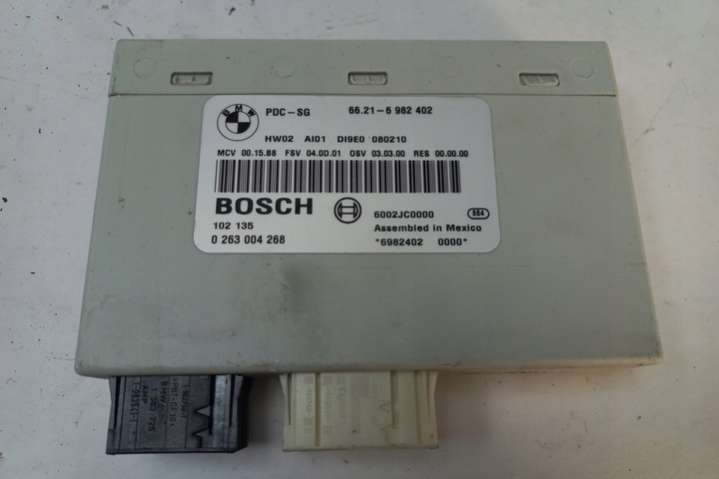 BMW PDC-SG 66.21-6 982 402
HW02 AI01 DI9E0 080210
MCV 00.15.B8 FSV 04.0D.01 OSV 03.03.00 RES 00.00.00
BOSCH 6002JC0000 984
102 135 Assembled in Mexico
0 263 004 268 *6982402 0000*